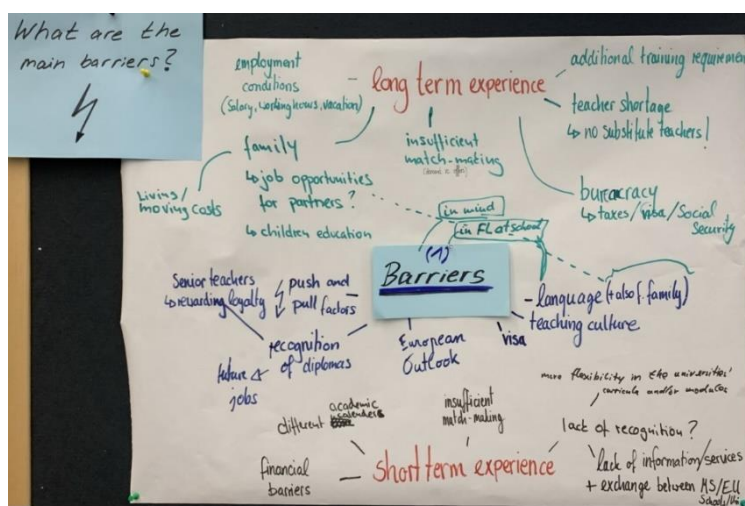 What are the
main barriers?
employment
conditions
(Salary, working hours, vacation)
long term experience
additional training requirement
teacher shortage
↳ no substitute teachers!
insufficient
match-making
family
↳ job opportunities
for partners?
↳ children education
Living/
moving costs
bureacracy
↳ taxes/visa/Social
Security
in mind
in FL at school
(1)
Barriers
Senior teachers
↳ rewarding loyalty
push and
pull factors
recognition
of diplomas
future
jobs
European
Outlook
visa
- language (+ also f. family)
teaching culture
more flexibility in the universities'
curricula and/or modules
different
academic
calenders
insufficient
match-making
lack of recognition?
financial
barriers
short term experience
lack of information/services
+ exchange between MS/EU